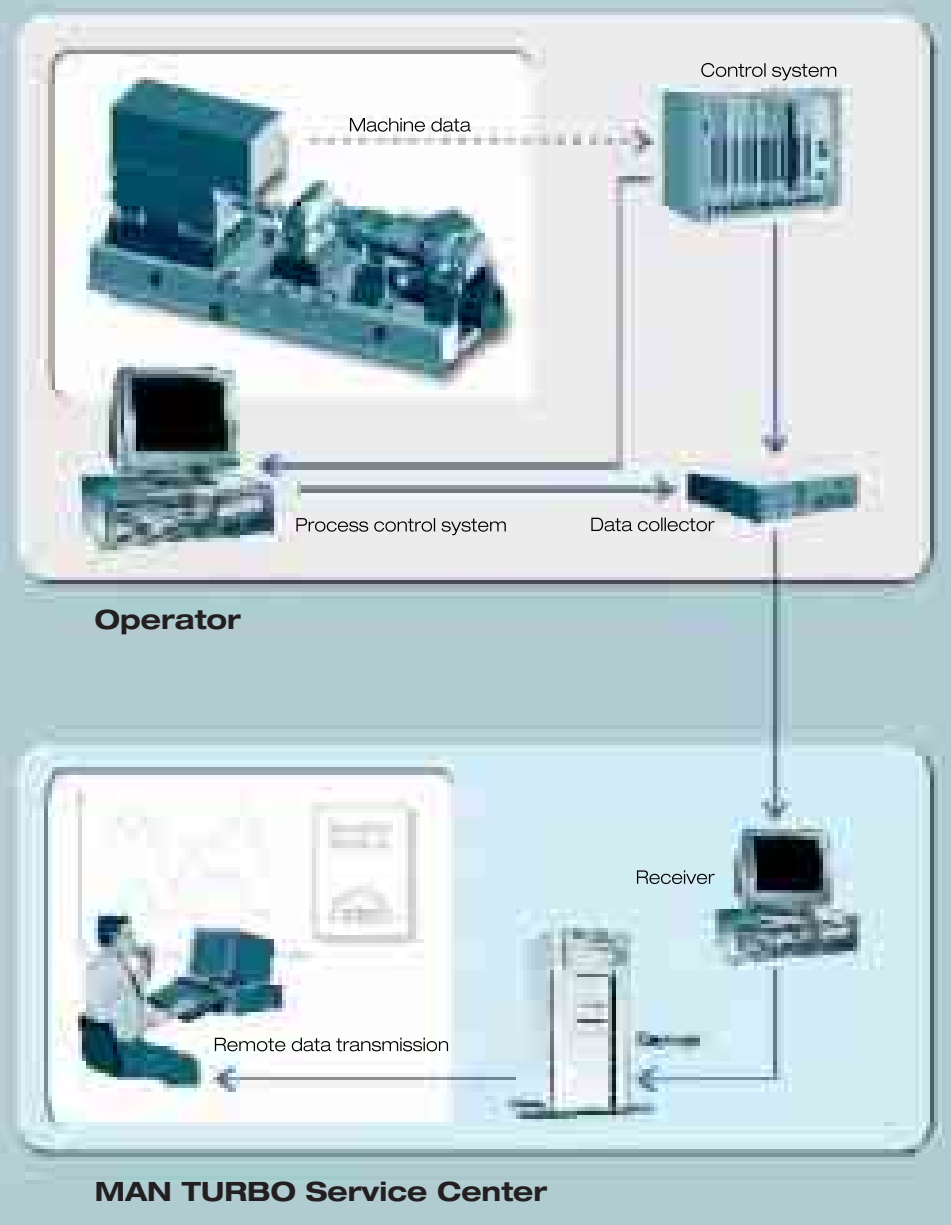 Control system
Machine data
Process control system
Data collector
Operator
Receiver
Remote data transmission
MAN TURBO Service Center